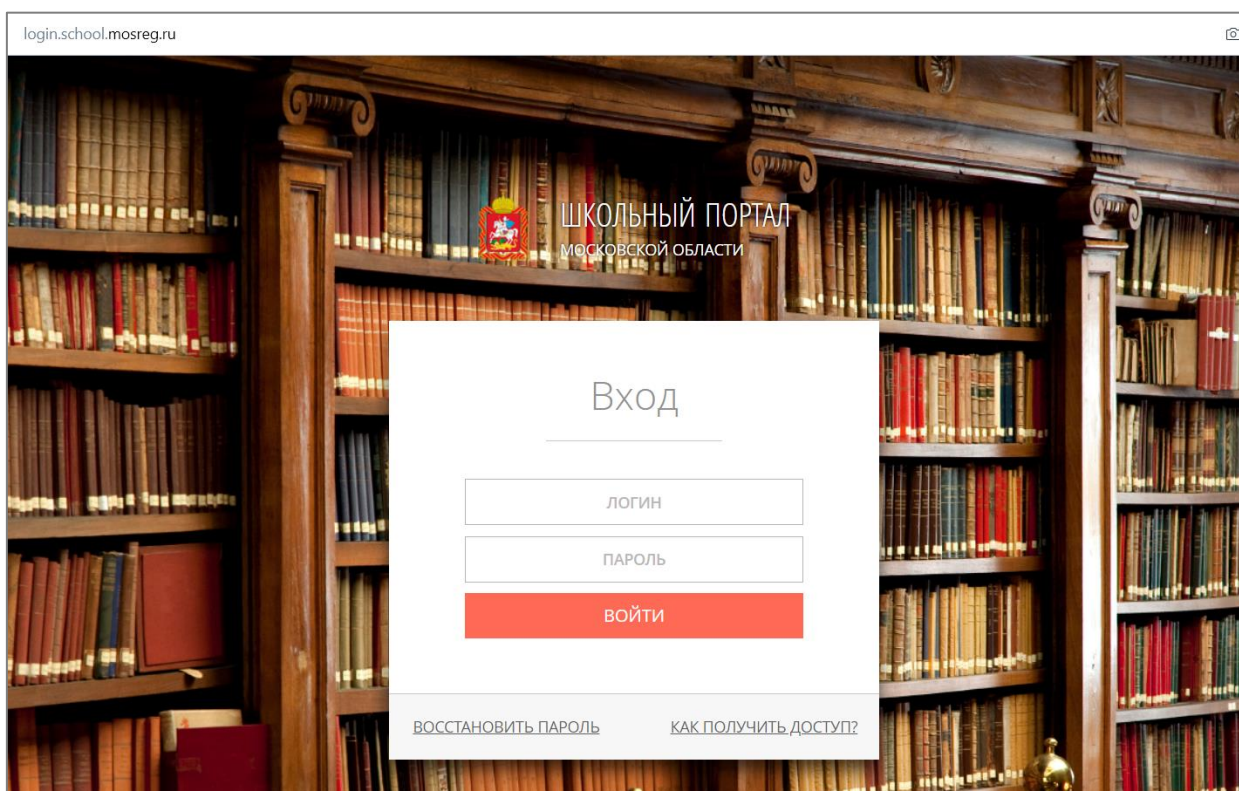 login.school.mosreg.ru
ШКОЛЬНЫЙ ПОРТАЛ
МОСКОВСКОЙ ОБЛАСТИ
Вход
ЛОГИН
ПАРОЛЬ
ВОЙТИ
ВОССТАНОВИТЬ ПАРОЛЬ
КАК ПОЛУЧИТЬ ДОСТУП?